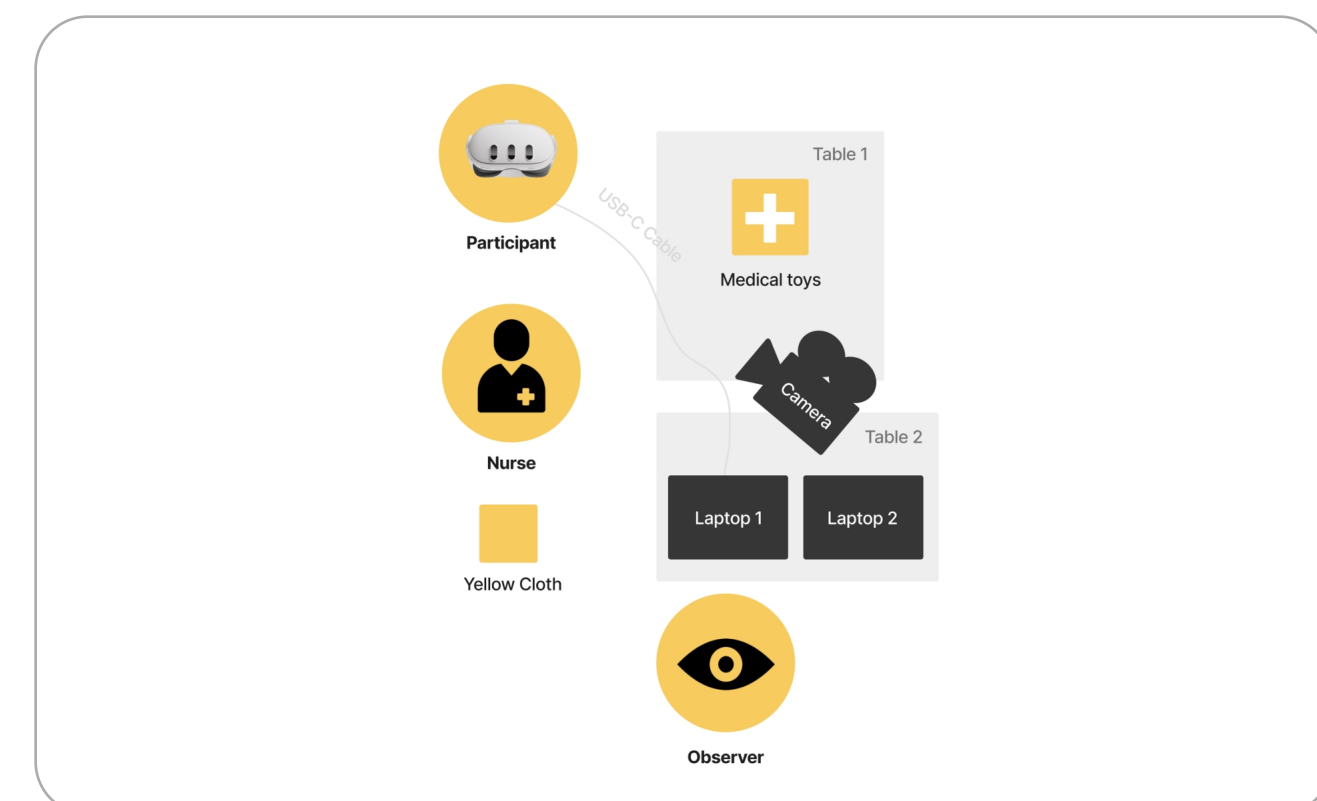 Table 1
USB-C Cable
Participant
Medical toys
Camera
Table 2
Nurse
Laptop 1
Laptop 2
Yellow Cloth
Observer